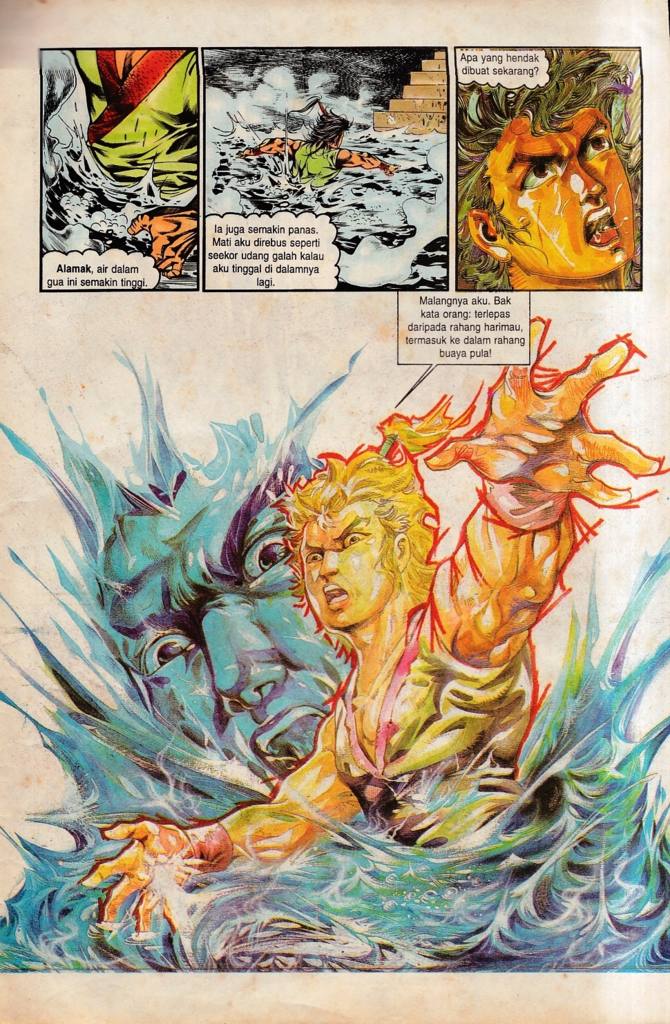 Alamak, air dalam
gua ini semakin tinggi.
Ia juga semakin panas.
Mati aku direbus seperti
seekor udang galah kalau
aku tinggal di dalamnya
lagi.
Apa yang hendak
dibuat sekarang?
Malangnya aku. Bak
kata orang: terlepas
daripada rahang harimau,
termasuk ke dalam rahang
buaya pula!